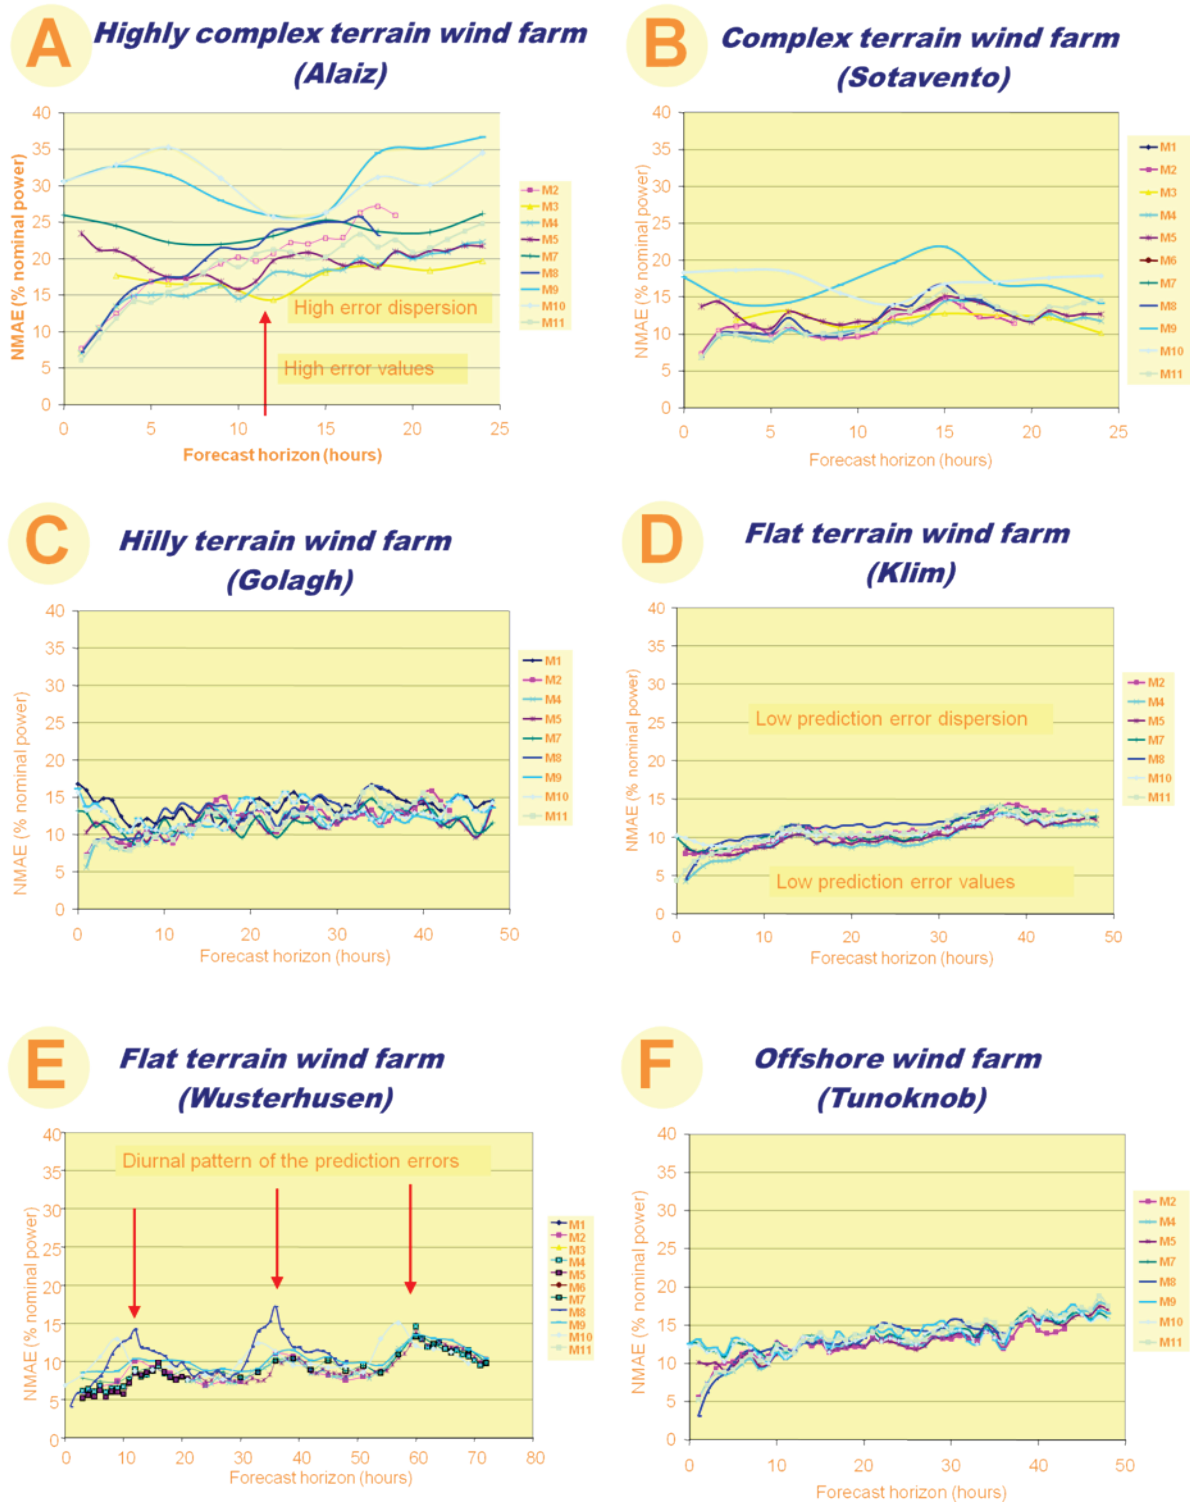 A
Highly complex terrain wind farm
(Alaiz)
40
35
30
25
20
15
10
5
0
NMAE (% nominal power)
0 5 10 15 20 25
Forecast horizon (hours)
High error dispersion
High error values
M2
M3
M4
M5
M7
M8
M9
M10
M11
B
Complex terrain wind farm
(Sotavento)
40
35
30
25
20
15
10
5
0
NMAE (% nominal power)
0 5 10 15 20 25
Forecast horizon (hours)
M1
M2
M3
M4
M5
M6
M7
M8
M9
M10
M11
C
Hilly terrain wind farm
(Golagh)
40
35
30
25
20
15
10
5
0
NMAE (% nominal power)
0 10 20 30 40 50
Forecast horizon (hours)
M1
M2
M4
M5
M7
M8
M9
M10
M11
D
Flat terrain wind farm
(Klim)
40
35
30
25
20
15
10
5
0
NMAE (% nominal power)
0 10 20 30 40 50
Forecast horizon (hours)
Low prediction error dispersion
Low prediction error values
M2
M4
M5
M7
M8
M10
M11
E
Flat terrain wind farm
(Wusterhusen)
40
35
30
25
20
15
10
5
0
NMAE (% nominal power)
0 10 20 30 40 50 60 70 80
Forecast horizon (hours)
Diurnal pattern of the prediction errors
M1
M2
M3
M4
M5
M6
M7
M8
M9
M10
M11
F
Offshore wind farm
(Tunoknob)
40
35
30
25
20
15
10
5
0
NMAE (% nominal power)
0 10 20 30 40 50
Forecast horizon (hours)
M2
M4
M5
M7
M8
M9
M10
M11